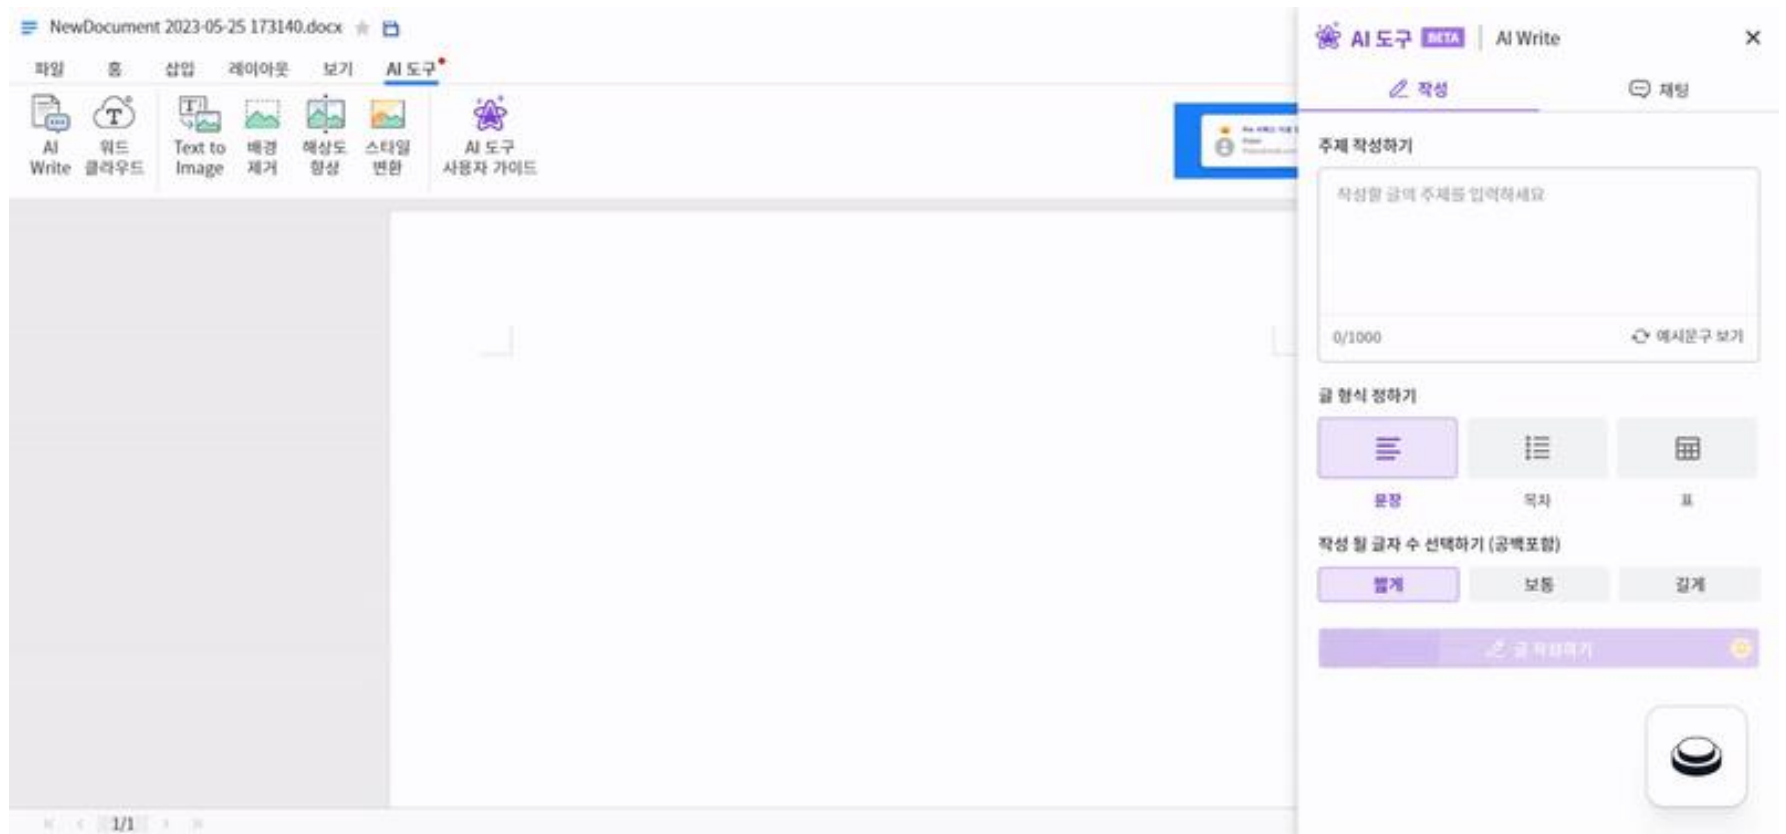 NewDocument 2023-05-25 173140.docx
파일 홈 삽입 레이아웃 보기 AI 도구
AI Write
워드 클라우드
Text to Image
배경 제거
해상도 향상
스타일 변환
AI 도구 사용자 가이드
AI 도구 BETA AI Write
작성 채팅
주제 작성하기
작성할 글의 주제를 입력하세요
0/1000 예시문구 보기
글 형식 정하기
문장 목차 표
작성 될 글자 수 선택하기 (공백포함)
짧게 보통 길게
글 작성하기
1/1